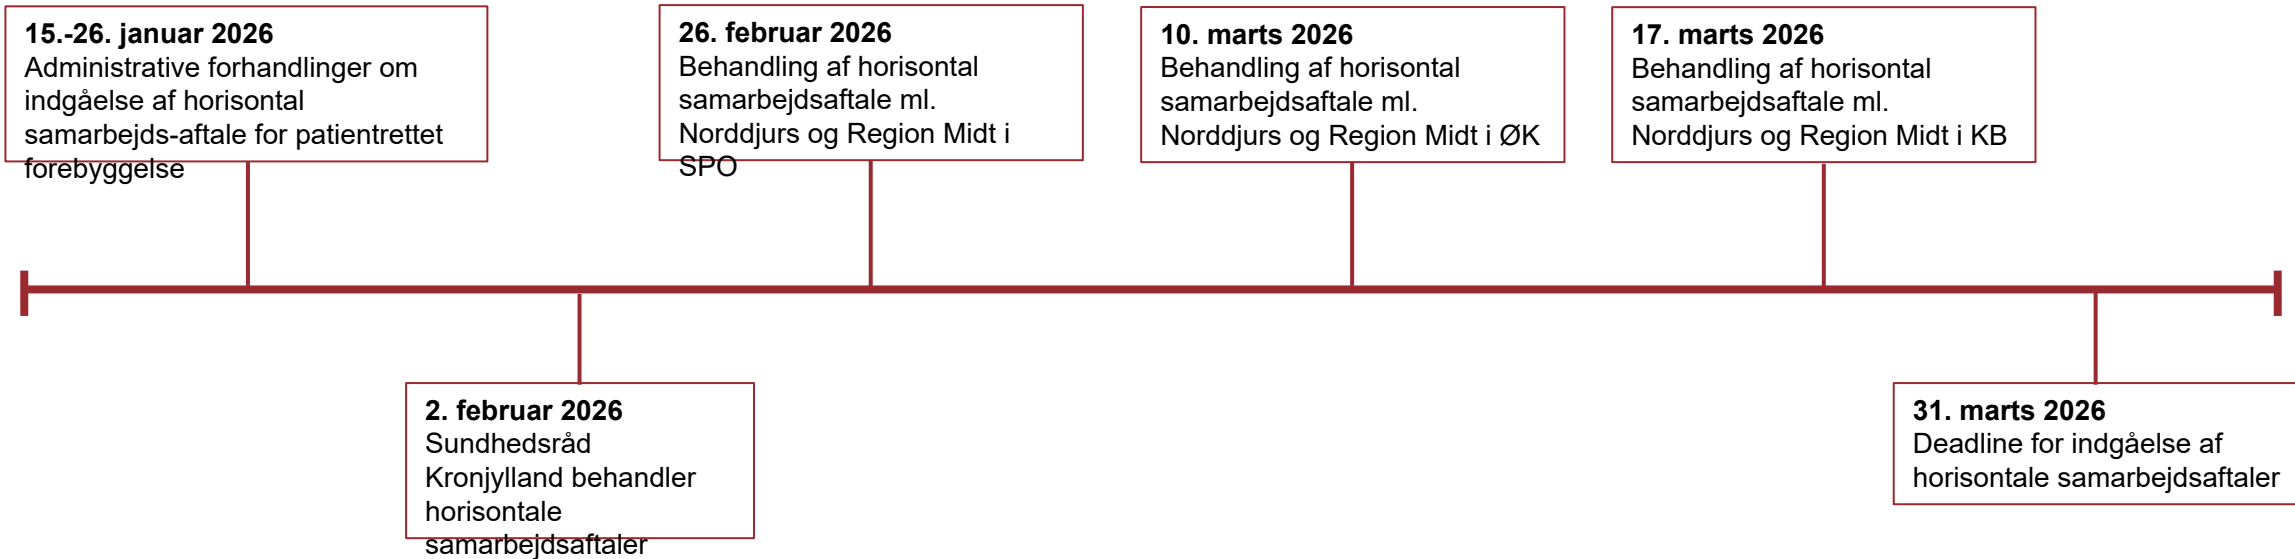 15.-26. januar 2026
Administrative forhandlinger om
indgåelse af horisontal
samarbejds-aftale for patientrettet
forebyggelse
26. februar 2026
Behandling af horisontal
samarbejdsaftale ml.
Norddjurs og Region Midt i
SPO
10. marts 2026
Behandling af horisontal
samarbejdsaftale ml.
Norddjurs og Region Midt i ØK
17. marts 2026
Behandling af horisontal
samarbejdsaftale ml.
Norddjurs og Region Midt i KB
2. februar 2026
Sundhedsråd
Kronjylland behandler
horisontale
samarbejdsaftaler
31. marts 2026
Deadline for indgåelse af
horisontale samarbejdsaftaler